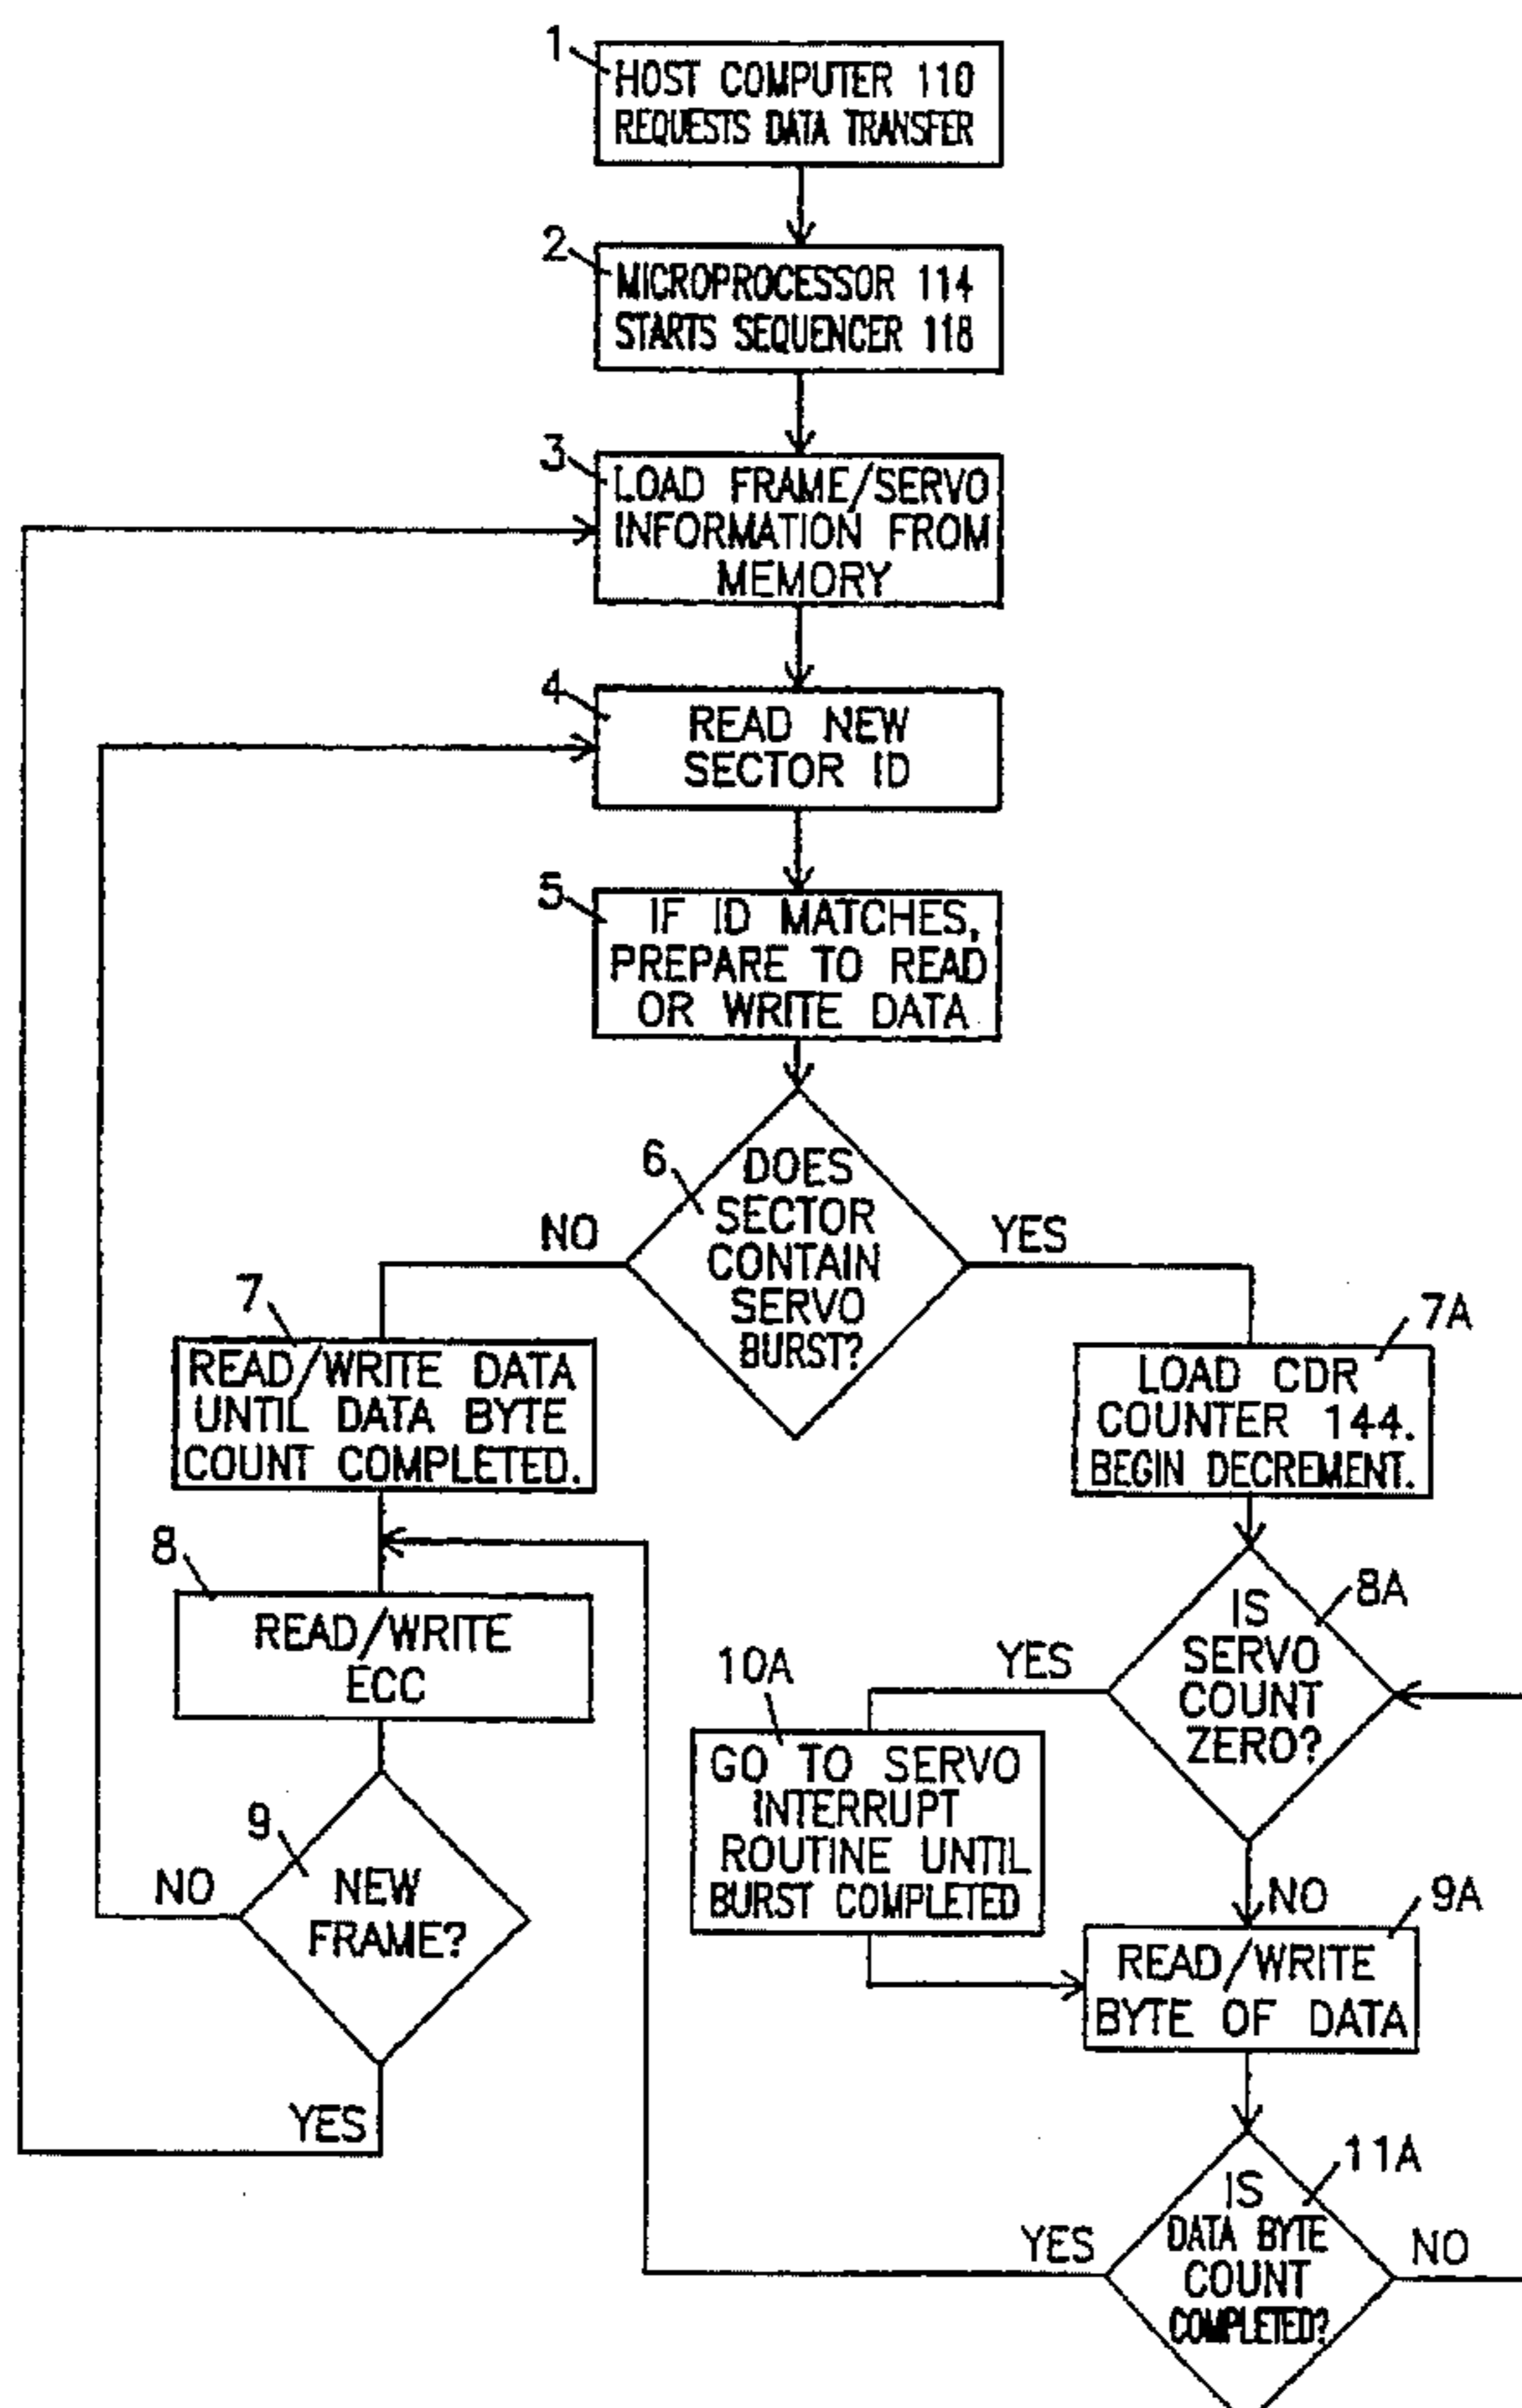 1
HOST COMPUTER 110
REQUESTS DATA TRANSFER
2
MICROPROCESSOR 114
STARTS SEQUENCER 118
3
LOAD FRAME/SERVO
INFORMATION FROM
MEMORY
4
READ NEW
SECTOR ID
5
IF ID MATCHES,
PREPARE TO READ
OR WRITE DATA
6
DOES
SECTOR
CONTAIN
SERVO
BURST?
NO
YES
7
READ/WRITE DATA
UNTIL DATA BYTE
COUNT COMPLETED.
7A
LOAD CDR
COUNTER 144.
BEGIN DECREMENT.
8
READ/WRITE
ECC
8A
IS
SERVO
COUNT
ZERO?
YES
NO
10A
GO TO SERVO
INTERRUPT
ROUTINE UNTIL
BURST COMPLETED
9
NEW
FRAME?
NO
YES
9A
READ/WRITE
BYTE OF DATA
11A
IS
DATA BYTE
COUNT
COMPLETED?
YES
NO